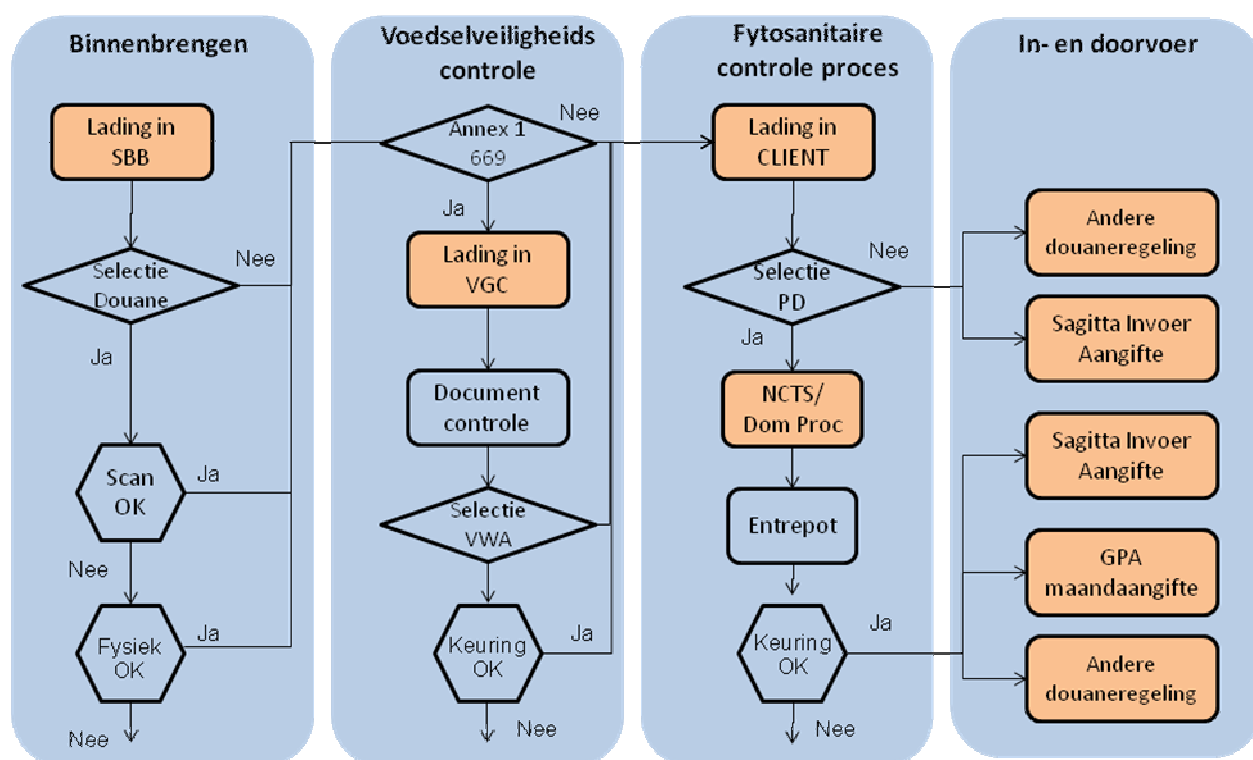 Binnenbrengen
Lading in
SBB
Selectie
Douane
Nee
Ja
Scan
OK
Ja
Nee
Fysiek
OK
Ja
Nee
Voedselveiligheids
controle
Annex 1
669
Nee
Ja
Lading in
VGC
Document
controle
Selectie
VWA
Keuring
OK
Ja
Nee
Fytosanitaire
controle proces
Lading in
CLIENT
Selectie
PD
Nee
Ja
NCTS/
Dom Proc
Entrepot
Keuring
OK
Ja
Nee
In- en doorvoer
Andere
douaneregeling
Sagitta Invoer
Aangifte
Sagitta Invoer
Aangifte
GPA
maandaangifte
Andere
douaneregeling